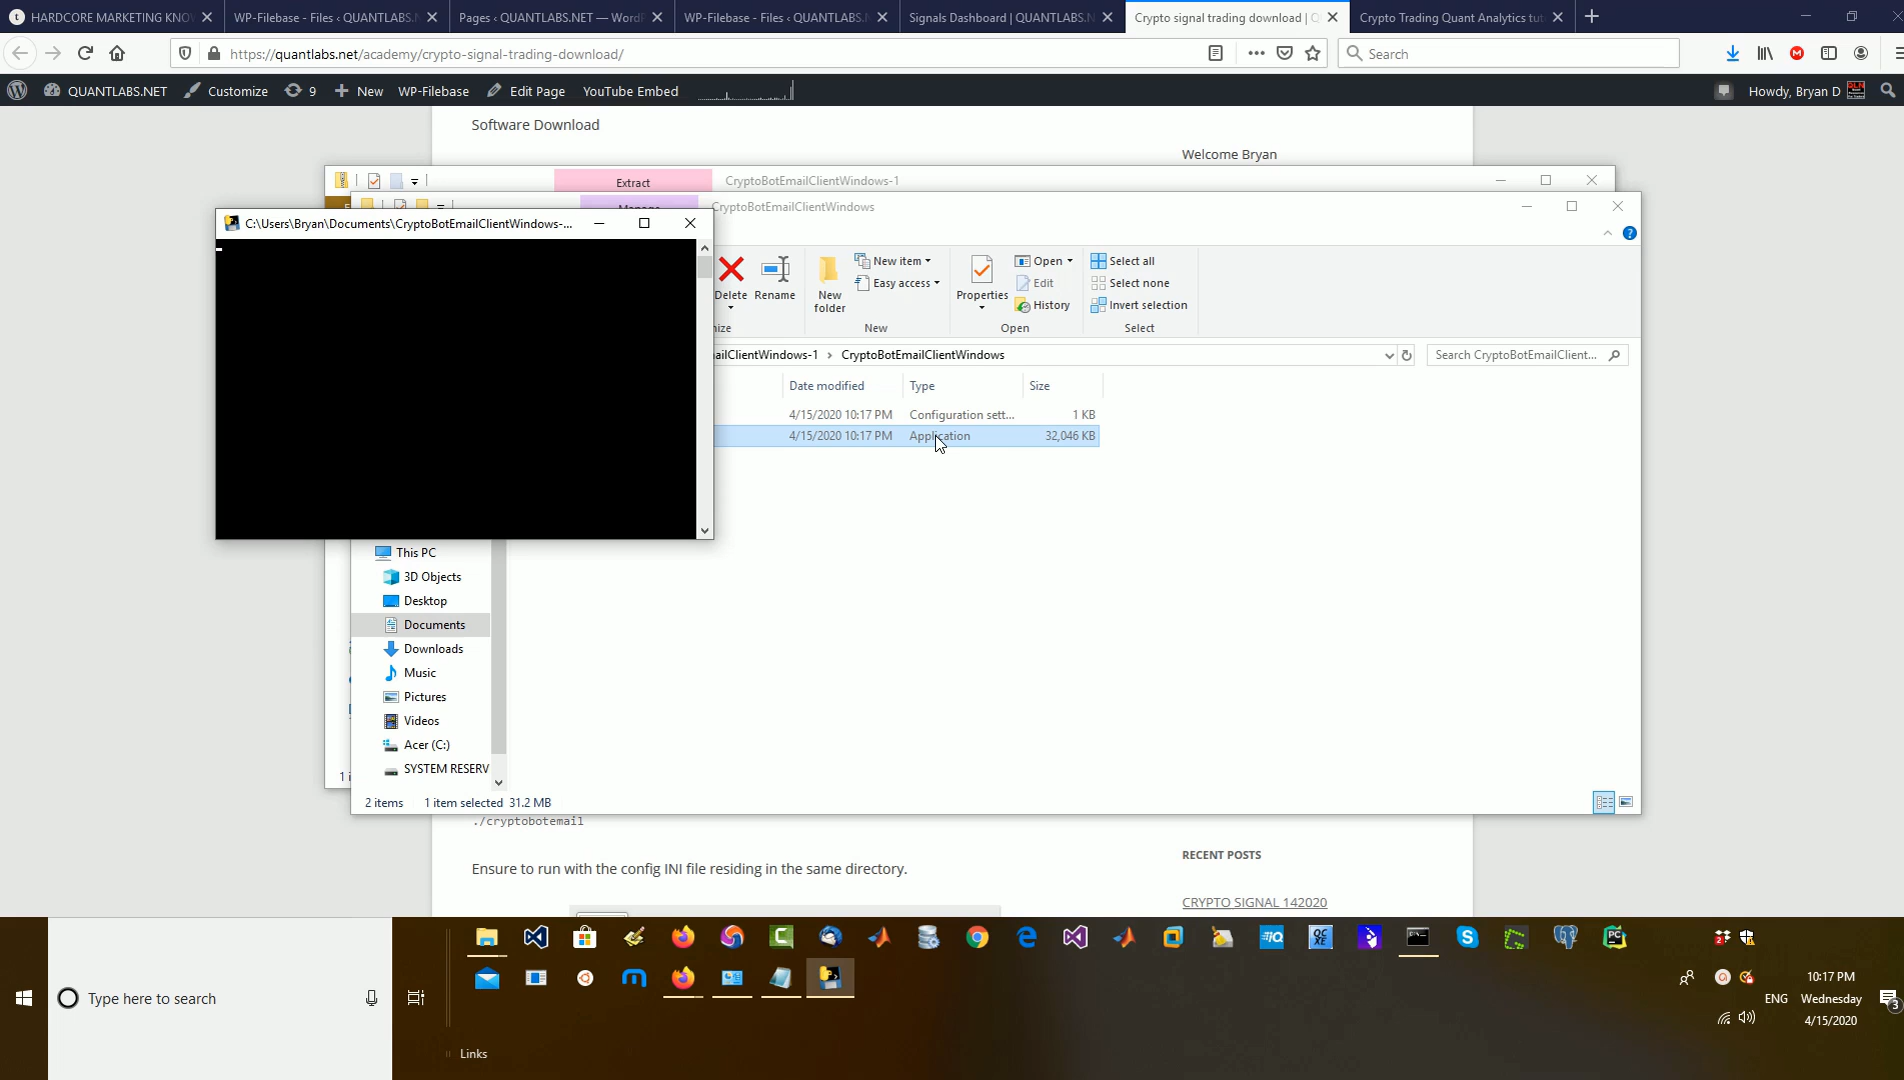 HARDCORE MARKETING KNO
WP-Filebase - Files ‹ QUANTLABS.N
Pages ‹ QUANTLABS.NET — Word
WP-Filebase - Files ‹ QUANTLABS.N
Signals Dashboard | QUANTLABS.N
Crypto signal trading download | Q
Crypto Trading Quant Analytics tut
https://quantlabs.net/academy/crypto-signal-trading-download/
Search
QUANTLABS.NET
Customize
9
New
WP-Filebase
Edit Page
YouTube Embed
Howdy, Bryan D
Software Download
Welcome Bryan
Extract
CryptoBotEmailClientWindows-1
Manage
CryptoBotEmailClientWindows
C:\Users\Bryan\Documents\CryptoBotEmailClientWindows-...
Delete
Rename
New folder
New item
Easy access
Properties
Open
Edit
History
Select all
Select none
Invert selection
ize
New
Open
Select
ailClientWindows-1 › CryptoBotEmailClientWindows
Search CryptoBotEmailClient...
Date modified
Type
Size
4/15/2020 10:17 PM
Configuration sett...
1 KB
4/15/2020 10:17 PM
Application
32,046 KB
This PC
3D Objects
Desktop
Documents
Downloads
Music
Pictures
Videos
Acer (C:)
SYSTEM RESERV
2 items
1 item selected 31.2 MB
./cryptobotemail
Ensure to run with the config INI file residing in the same directory.
RECENT POSTS
CRYPTO SIGNAL 142020
Type here to search
Links
10:17 PM
ENG
Wednesday
4/15/2020
3